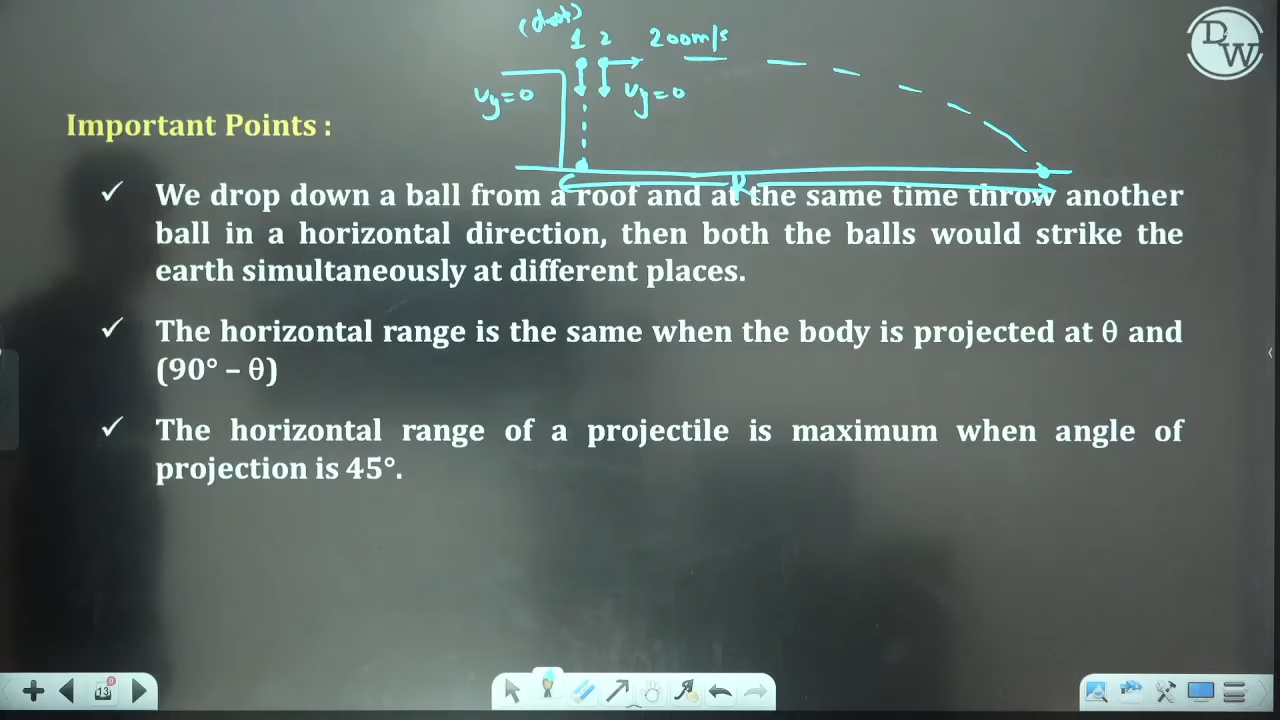 (drop)
1 2 200m/s
vy=0 vy=0
DW
Important Points :
R
✓ We drop down a ball from a roof and at the same time throw another
ball in a horizontal direction, then both the balls would strike the
earth simultaneously at different places.
✓ The horizontal range is the same when the body is projected at θ and
(90° – θ)
✓ The horizontal range of a projectile is maximum when angle of
projection is 45°.
13